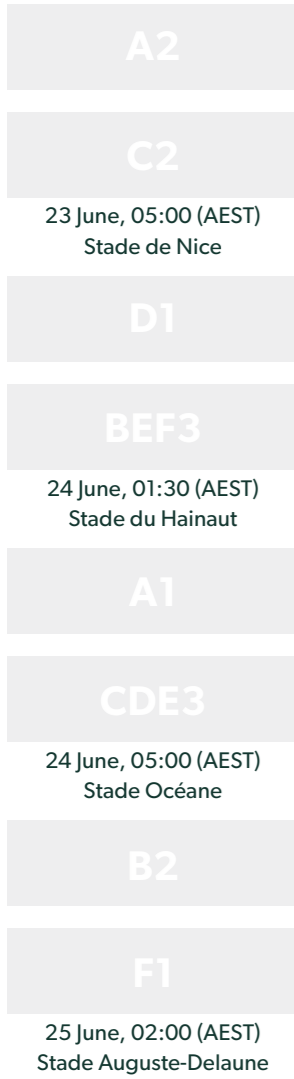 A2
C2
23 June, 05:00 (AEST)
Stade de Nice
D1
BEF3
24 June, 01:30 (AEST)
Stade du Hainaut
A1
CDE3
24 June, 05:00 (AEST)
Stade Océane
B2
F1
25 June, 02:00 (AEST)
Stade Auguste-Delaune